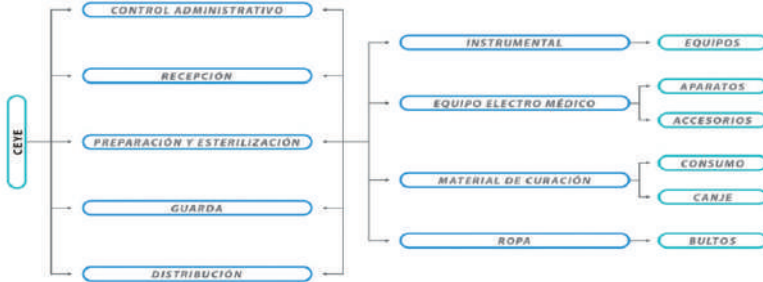 CEYE
CONTROL ADMINISTRATIVO
RECEPCIÓN
PREPARACIÓN Y ESTERILIZACIÓN
GUARDA
DISTRIBUCIÓN
INSTRUMENTAL
EQUIPO ELECTRO MÉDICO
MATERIAL DE CURACIÓN
ROPA
EQUIPOS
APARATOS
ACCESORIOS
CONSUMO
CANJE
BULTOS